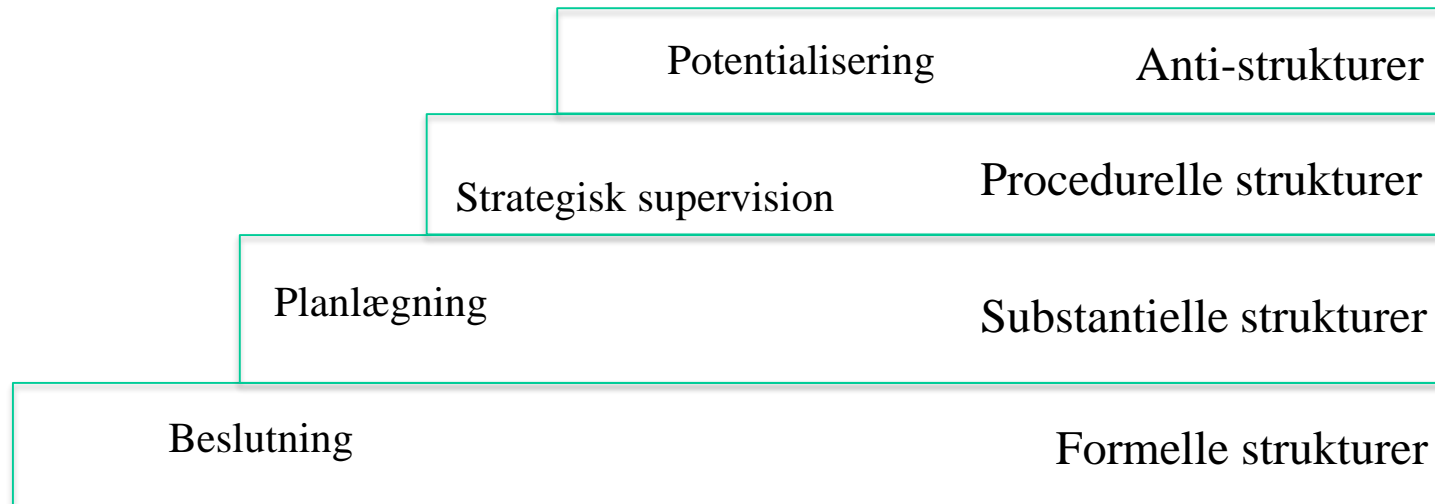 Potentialisering Anti-strukturer
Strategisk supervision Procedurelle strukturer
Planlægning Substantielle strukturer
Beslutning Formelle strukturer